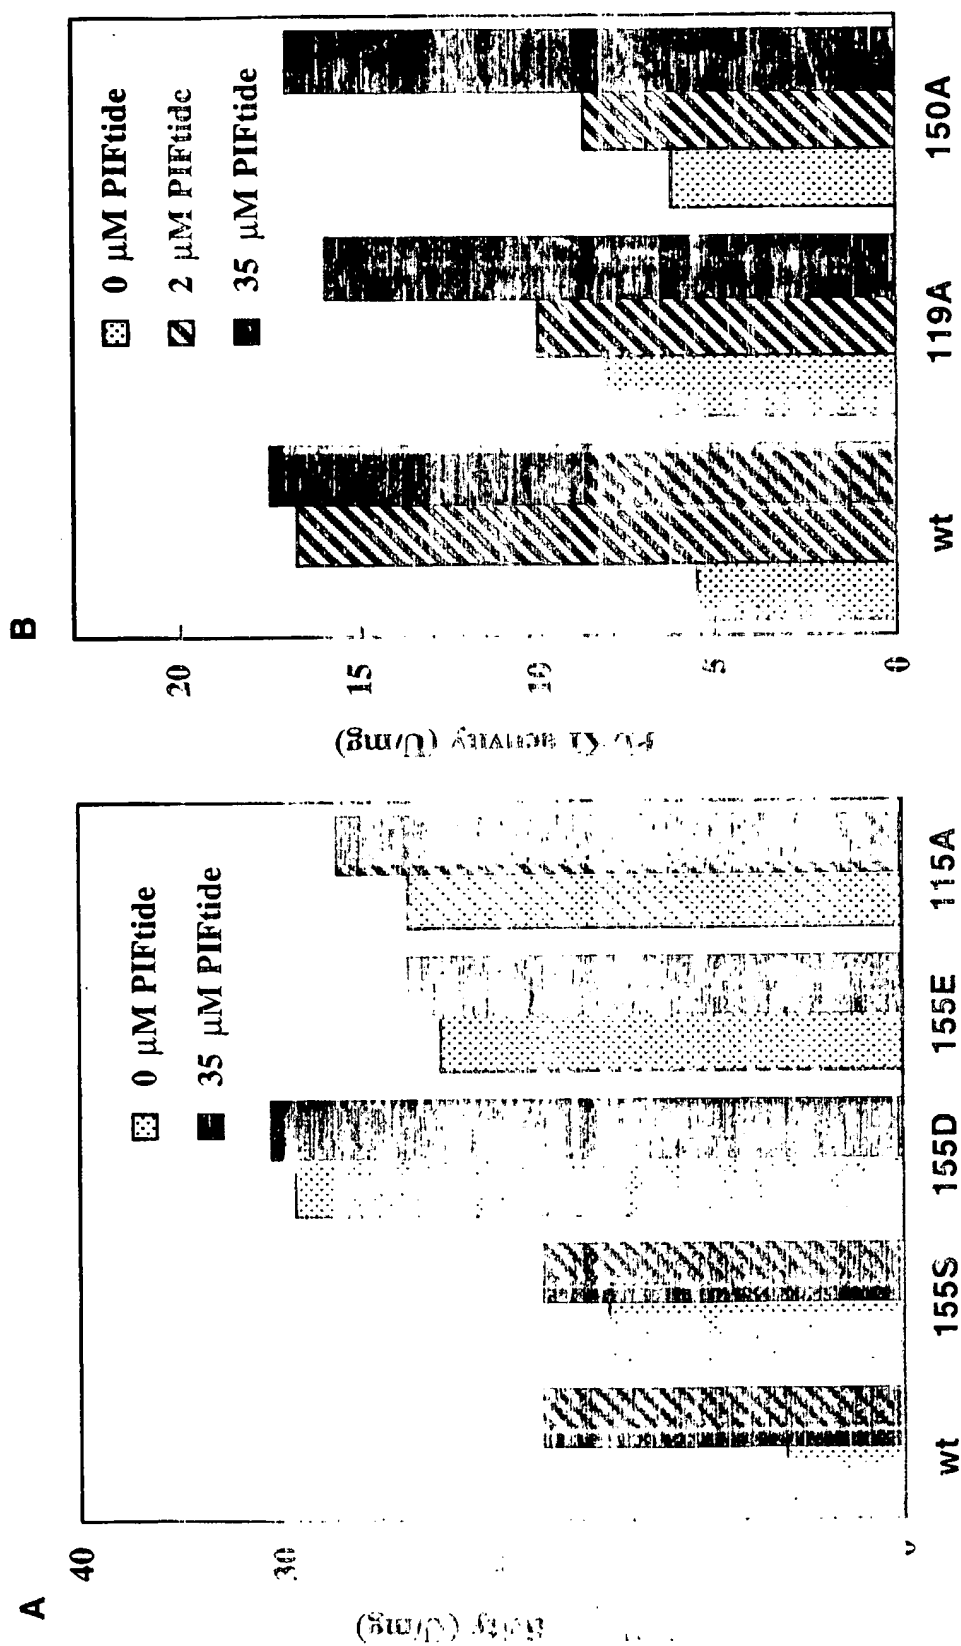 A
40
30
0 µM PIFtide
35 µM PIFtide
wt
155S
155D
155E
115A
B
activity (U/mg)
20
15
10
5
0
0 µM PIFtide
2 µM PIFtide
35 µM PIFtide
wt
119A
150A